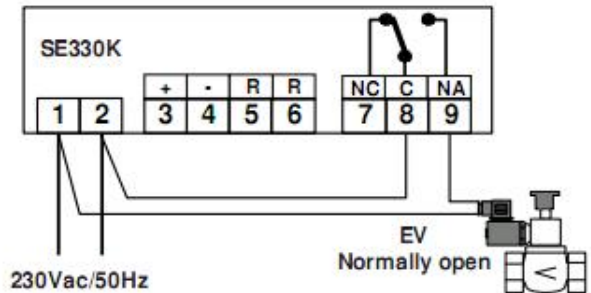 SE330K
+ - R R NC C NA
1 2 3 4 5 6 7 8 9
EV
Normally open
230Vac/50Hz